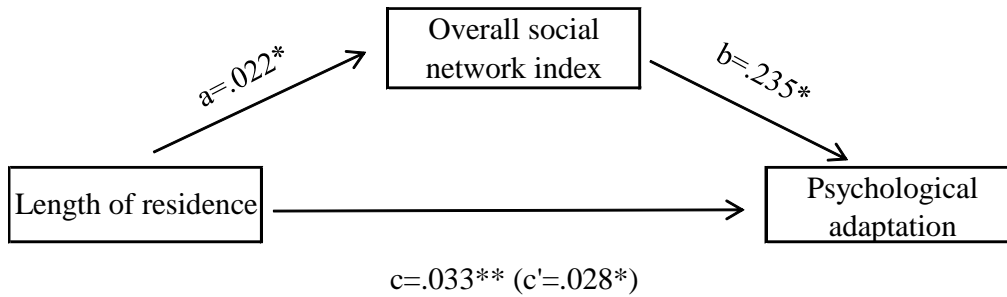 Overall social
network index
a=.022*
b=.235*
Length of residence
Psychological
adaptation
c=.033** (c'=.028*)